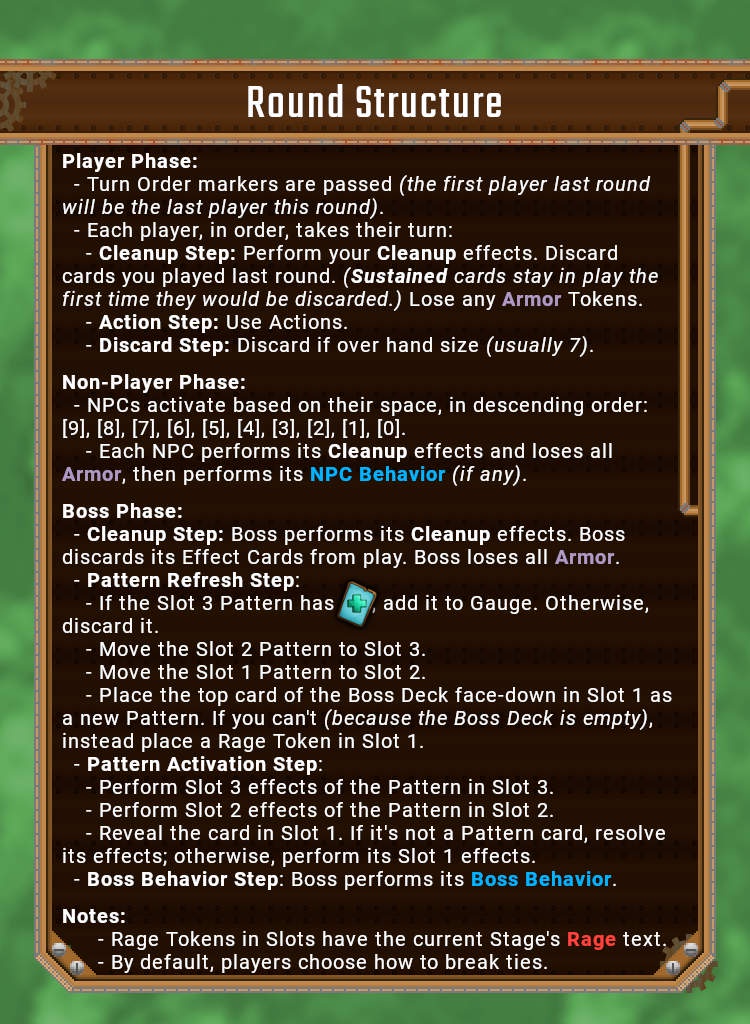 Round Structure
Player Phase:
- Turn Order markers are passed (the first player last round
will be the last player this round).
- Each player, in order, takes their turn:
- Cleanup Step: Perform your Cleanup effects. Discard
cards you played last round. (Sustained cards stay in play the
first time they would be discarded.) Lose any Armor Tokens.
- Action Step: Use Actions.
- Discard Step: Discard if over hand size (usually 7).
Non-Player Phase:
- NPCs activate based on their space, in descending order:
[9], [8], [7], [6], [5], [4], [3], [2], [1], [0].
- Each NPC performs its Cleanup effects and loses all
Armor, then performs its NPC Behavior (if any).
Boss Phase:
- Cleanup Step: Boss performs its Cleanup effects. Boss
discards its Effect Cards from play. Boss loses all Armor.
- Pattern Refresh Step:
- If the Slot 3 Pattern has , add it to Gauge. Otherwise,
discard it.
- Move the Slot 2 Pattern to Slot 3.
- Move the Slot 1 Pattern to Slot 2.
- Place the top card of the Boss Deck face-down in Slot 1 as
a new Pattern. If you can't (because the Boss Deck is empty),
instead place a Rage Token in Slot 1.
- Pattern Activation Step:
- Perform Slot 3 effects of the Pattern in Slot 3.
- Perform Slot 2 effects of the Pattern in Slot 2.
- Reveal the card in Slot 1. If it's not a Pattern card, resolve
its effects; otherwise, perform its Slot 1 effects.
- Boss Behavior Step: Boss performs its Boss Behavior.
Notes:
- Rage Tokens in Slots have the current Stage's Rage text.
- By default, players choose how to break ties.